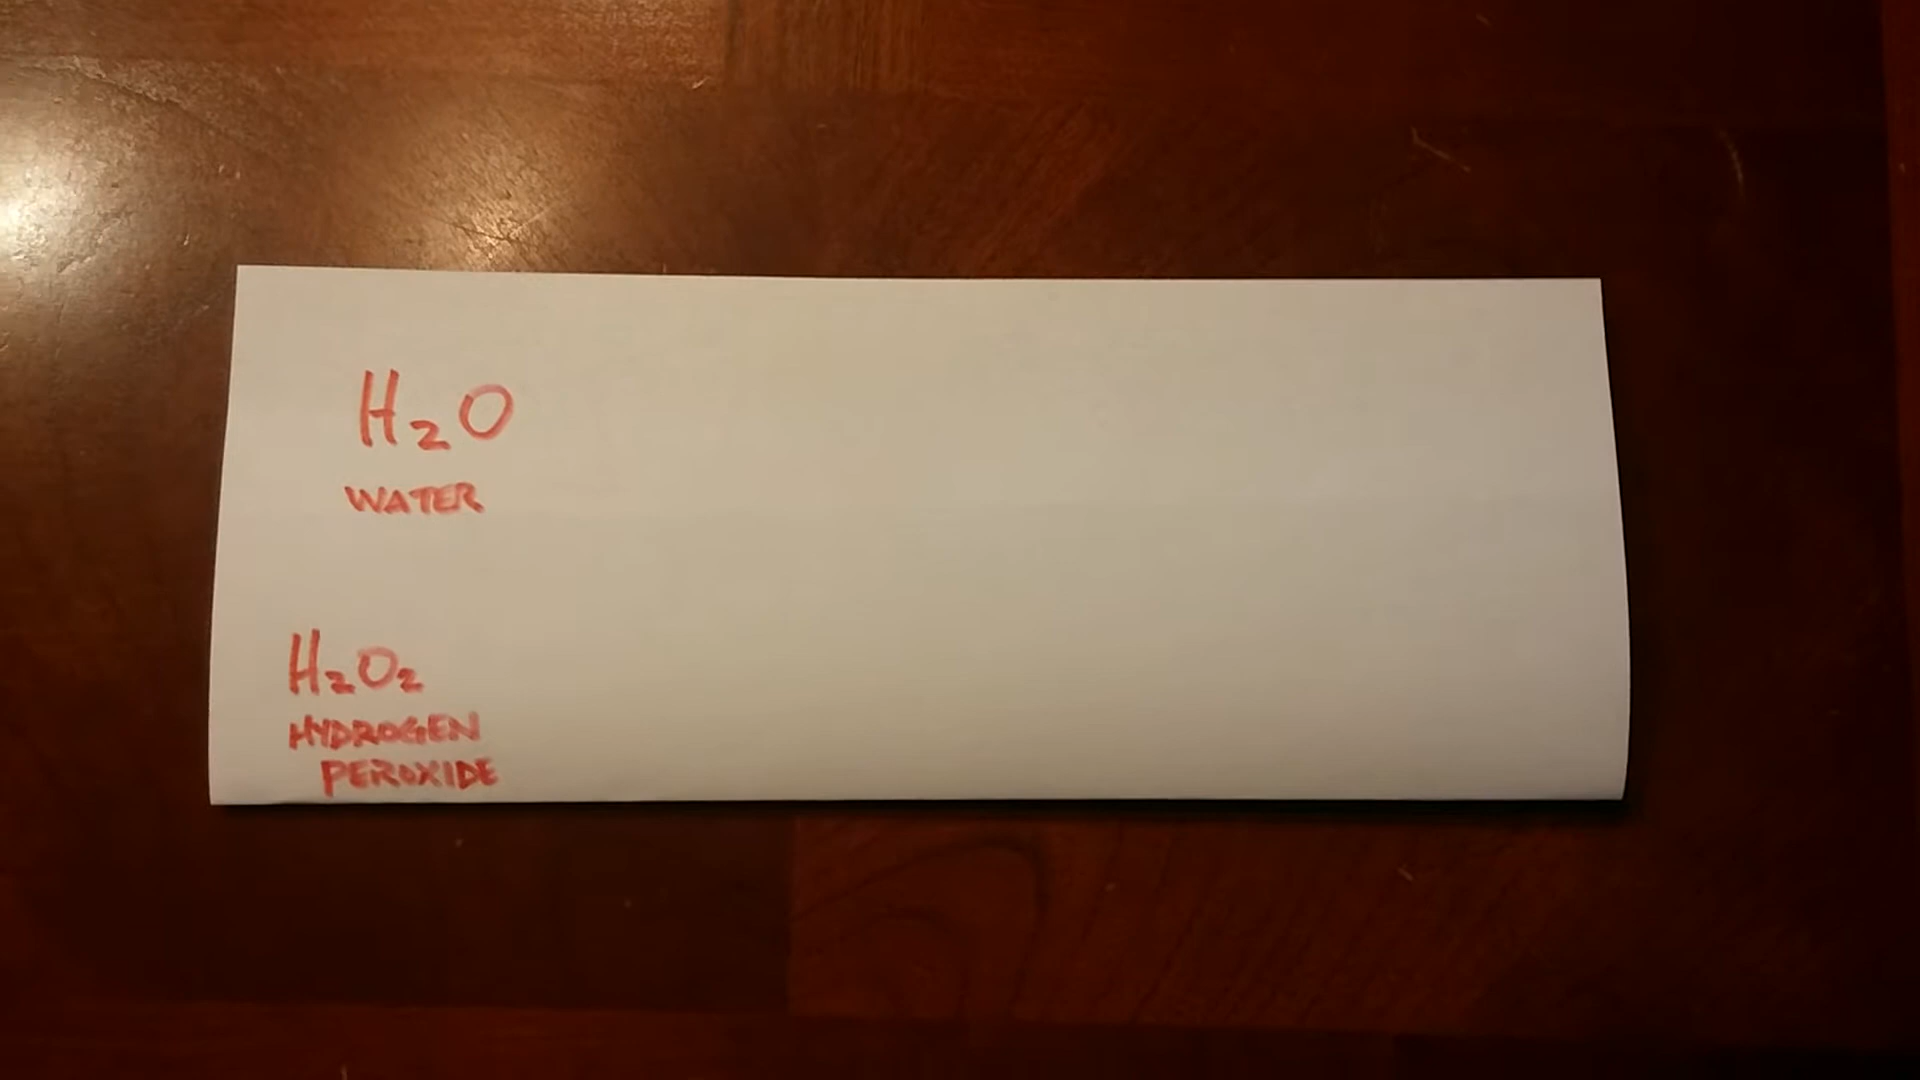 H₂O
WATER
H₂O₂
HYDROGEN
PEROXIDE